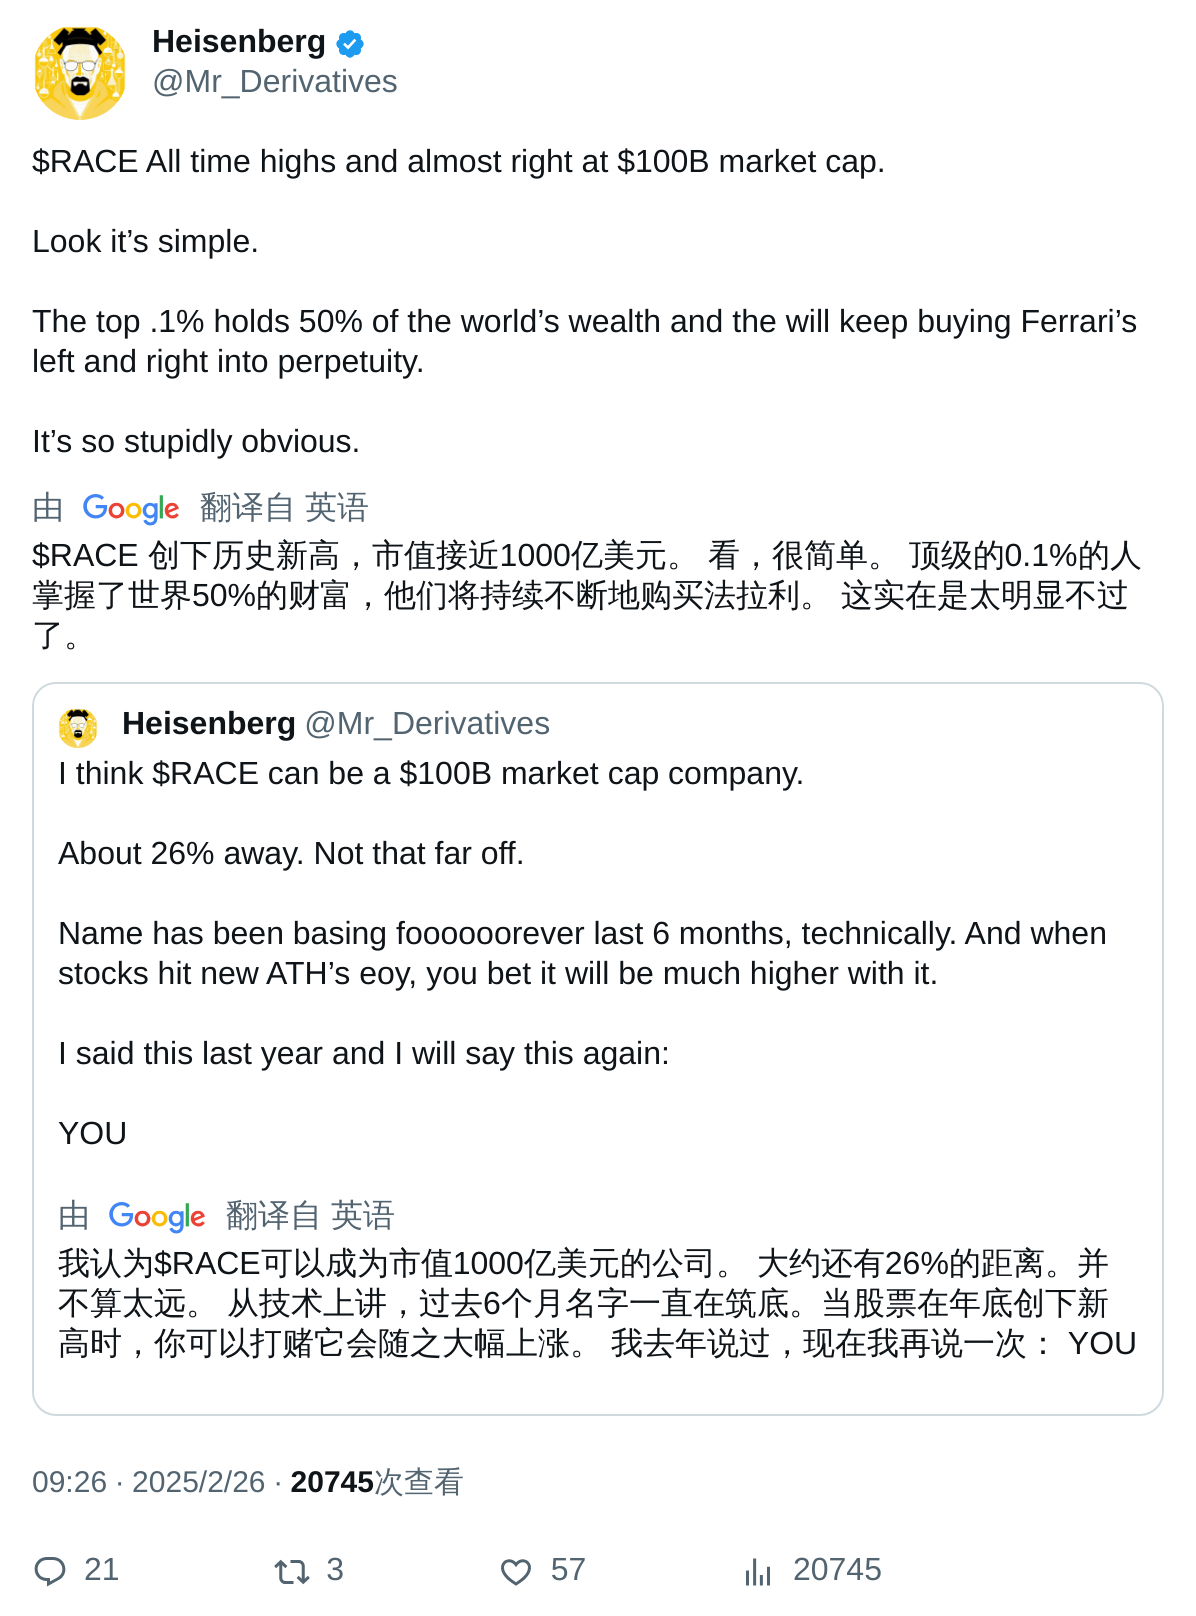 Heisenberg
@Mr_Derivatives
$RACE All time highs and almost right at $100B market cap.
Look it’s simple.
The top .1% holds 50% of the world’s wealth and the will keep buying Ferrari’s
left and right into perpetuity.
It’s so stupidly obvious.
由 Google 翻译自 英语
$RACE 创下历史新高，市值接近1000亿美元。 看，很简单。 顶级的0.1%的人
掌握了世界50%的财富，他们将持续不断地购买法拉利。 这实在是太明显不过
了。
Heisenberg @Mr_Derivatives
I think $RACE can be a $100B market cap company.
About 26% away. Not that far off.
Name has been basing foooooorever last 6 months, technically. And when
stocks hit new ATH’s eoy, you bet it will be much higher with it.
I said this last year and I will say this again:
YOU
由 Google 翻译自 英语
我认为$RACE可以成为市值1000亿美元的公司。 大约还有26%的距离。并
不算太远。 从技术上讲，过去6个月名字一直在筑底。当股票在年底创下新
高时，你可以打赌它会随之大幅上涨。 我去年说过，现在我再说一次： YOU
09:26 · 2025/2/26 · 20745次查看
21 3 57 20745